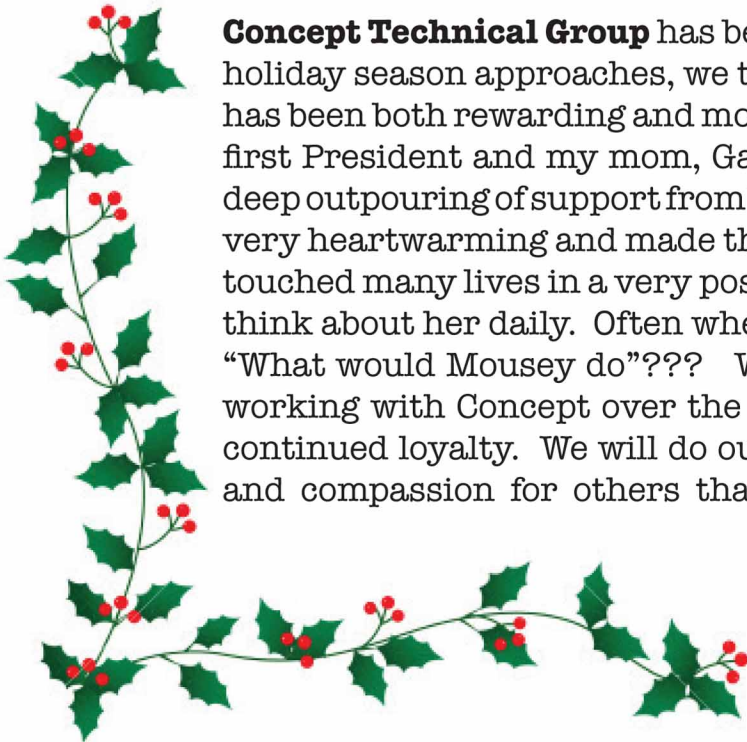 Concept Technical Group has be
holiday season approaches, we t
has been both rewarding and mo
first President and my mom, Ga
deep outpouring of support from
very heartwarming and made th
touched many lives in a very pos
think about her daily. Often whe
“What would Mousey do”??? W
working with Concept over the
continued loyalty. We will do ou
and compassion for others tha